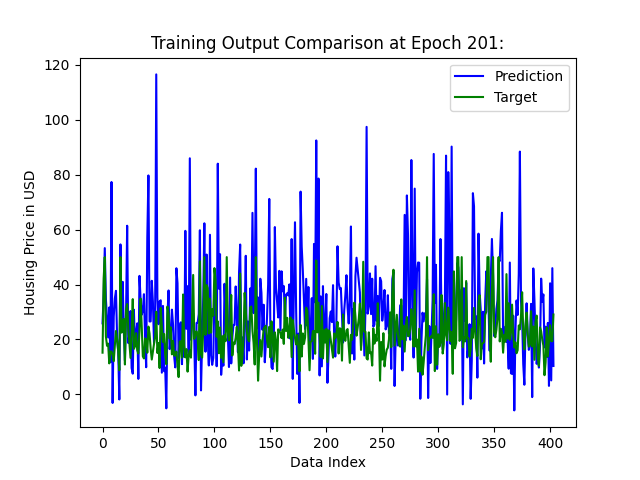 Training Output Comparison at Epoch 201:
120
100
80
60
40
20
0
Housing Price in USD
Prediction
Target
0 50 100 150 200 250 300 350 400
Data Index